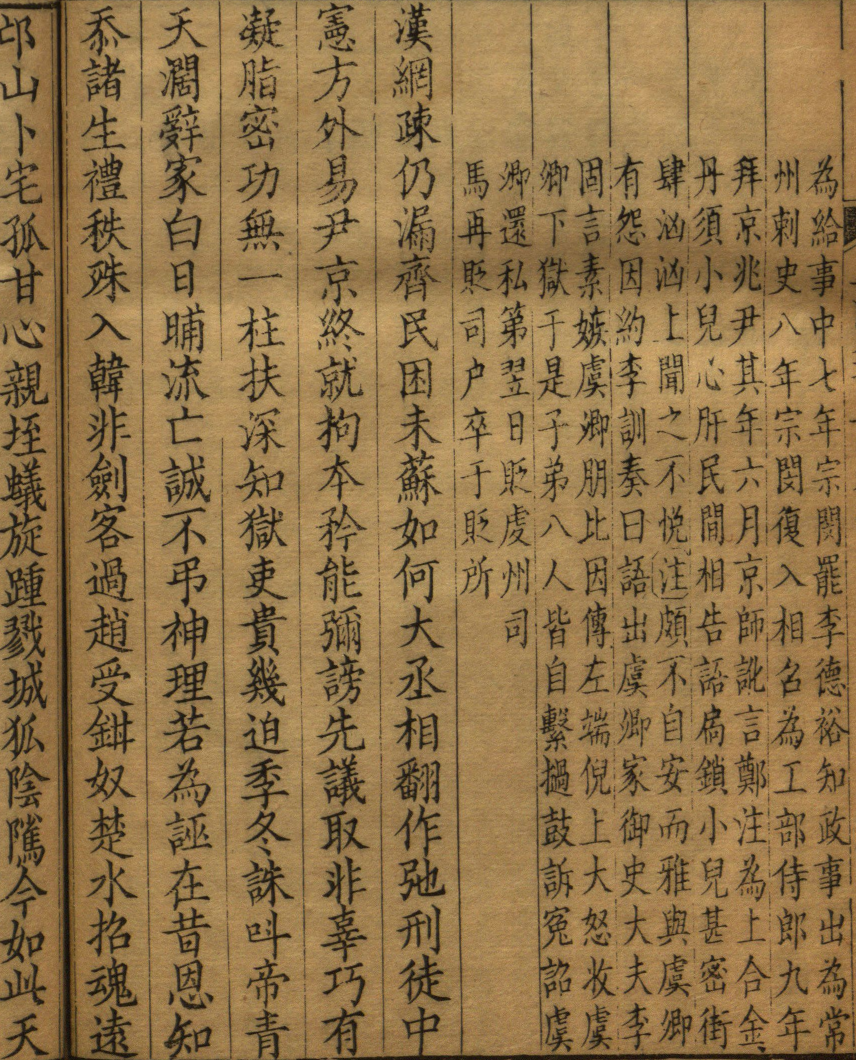 為給事中七年宗閔罷李德裕知政事出為常
州刺史八年宗閔復入相名為工部侍郎九年
拜京兆尹其年六月京師訛言鄭注為上合金
丹須小兒心肝民間相告語扄鎖小兒甚密街
肆洶洶上聞之不悅注頗不自安而雅與虞卿
有怨因約李訓奏曰語出虞卿家御史大夫李
固言素嫉虞卿朋比因傳左端倪上大怒收虞
卿下獄于是子弟八人皆自繫撾鼓訴冤詔虞
卿還私第翌日貶虔州司
馬再貶司户卒于貶所
漢網疎仍漏齊民困未蘇如何大丞相翻作弛刑徒中
憲方外易尹京終就拘本矜能彌謗先議取非辜巧有
凝脂密功無一柱扶深知獄吏貴幾迫季冬誅呌帝青
天濶辭家白日晡流亡誠不弔神理若為誣在昔恩知
忝諸生禮秩殊入韓非劍客過趙受鉗奴楚水招魂遠
邙山卜宅孤甘心親垤蟻旋踵戮城狐陰隲今如此天